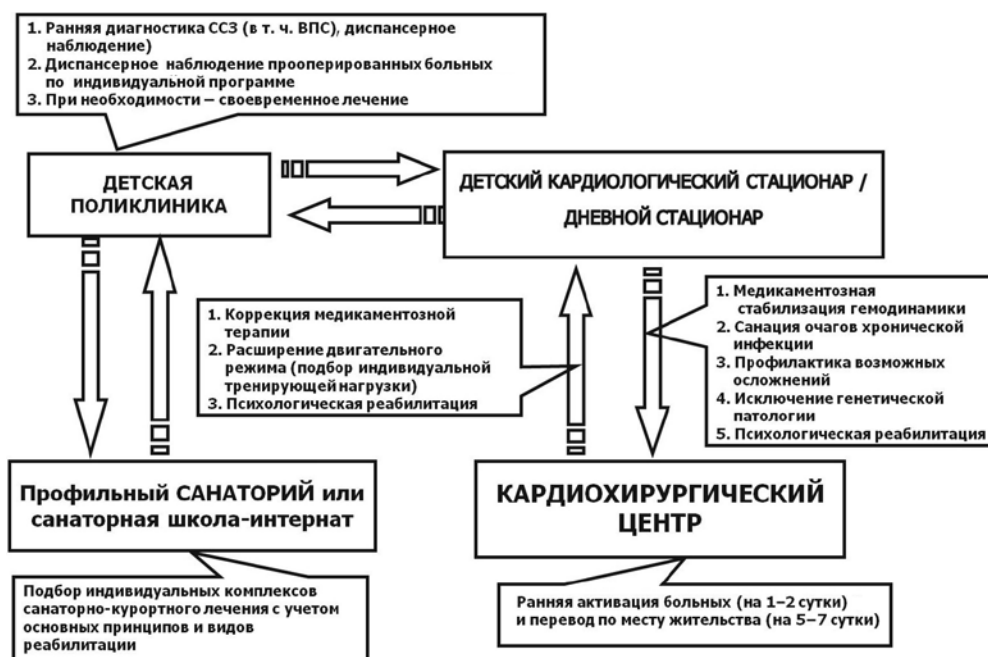 1. Ранняя диагностика ССЗ (в т. ч. ВПС), диспансерное
наблюдение)
2. Диспансерное наблюдение прооперированных больных
по индивидуальной программе
3. При необходимости – своевременное лечение
ДЕТСКАЯ
ПОЛИКЛИНИКА
ДЕТСКИЙ КАРДИОЛОГИЧЕСКИЙ СТАЦИОНАР /
ДНЕВНОЙ СТАЦИОНАР
1. Коррекция медикаментозной
терапии
2. Расширение двигательного
режима (подбор индивидуальной
тренирующей нагрузки)
3. Психологическая реабилитация
1. Медикаментозная
стабилизация гемодинамики
2. Санация очагов хронической
инфекции
3. Профилактика возможных
осложнений
4. Исключение генетической
патологии
5. Психологическая реабилитация
Профильный САНАТОРИЙ или
санаторная школа-интернат
КАРДИОХИРУРГИЧЕСКИЙ
ЦЕНТР
Подбор индивидуальных комплексов
санаторно-курортного лечения с учетом
основных принципов и видов
реабилитации
Ранняя активация больных (на 1–2 сутки)
и перевод по месту жительства (на 5–7 сутки)